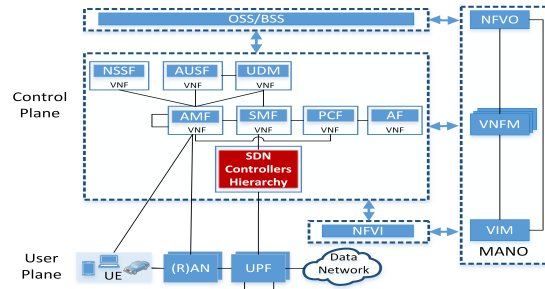 OSS/BSS
NFVO
NSSF
VNF
AUSF
VNF
UDM
VNF
Control
Plane
AMF
VNF
SMF
VNF
PCF
VNF
AF
VNF
VNFM
SDN
Controllers
Hierarchy
NFVI
VIM
MANO
User
Plane
UE
(R)AN
UPF
Data
Network